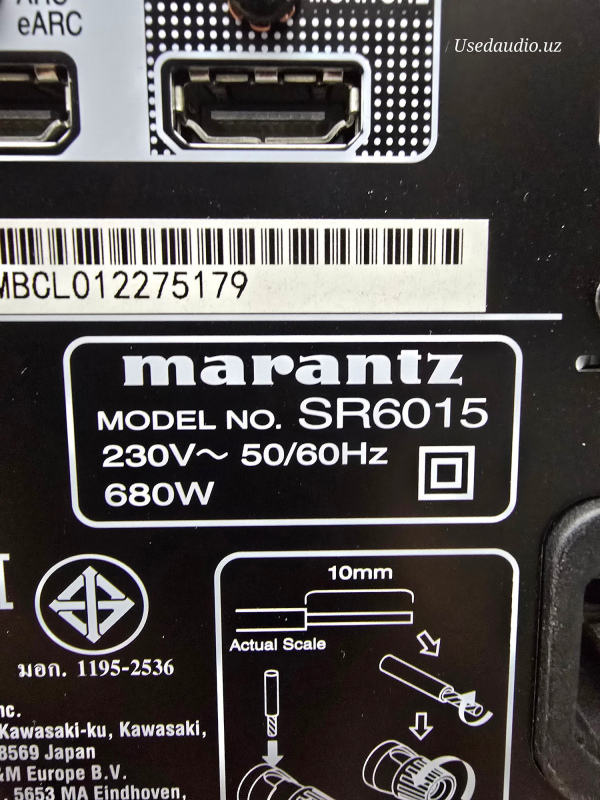 eARC
Usedaudio.uz
MBCL012275179
marantz
MODEL NO. SR6015
230V～ 50/60Hz
680W
10mm
Actual Scale
มอก. 1195-2536
nc.
Kawasaki-ku, Kawasaki,
8569 Japan
&M Europe B.V.
5653 MA Eindhoven,